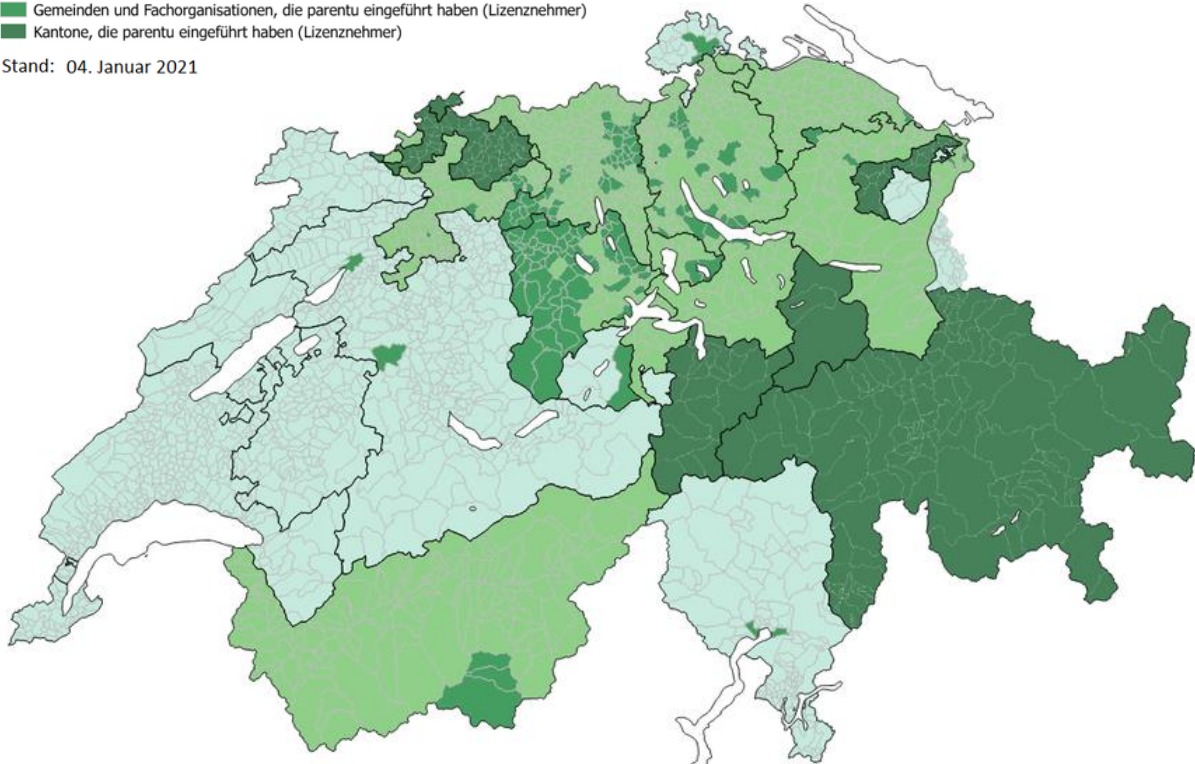 Gemeinden und Fachorganisationen, die parentu eingeführt haben (Lizenznehmer)
Kantone, die parentu eingeführt haben (Lizenznehmer)
Stand: 04. Januar 2021